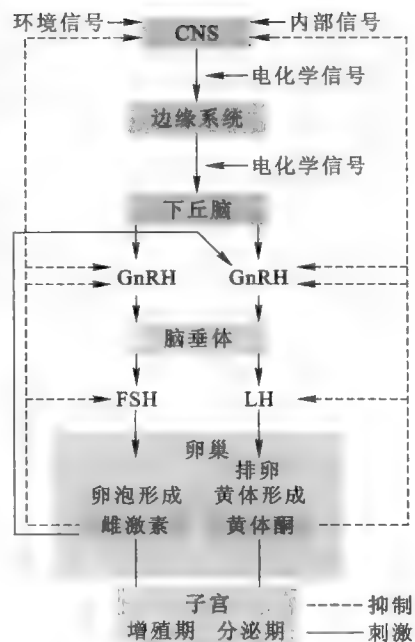 环境信号 CNS 内部信号
电化学信号
边缘系统
电化学信号
下丘脑
GnRH GnRH
脑垂体
FSH LH
卵巢
排卵
卵泡形成 黄体形成
雌激素 黄体酮
子宫 抑制
增殖期 分泌期 刺激